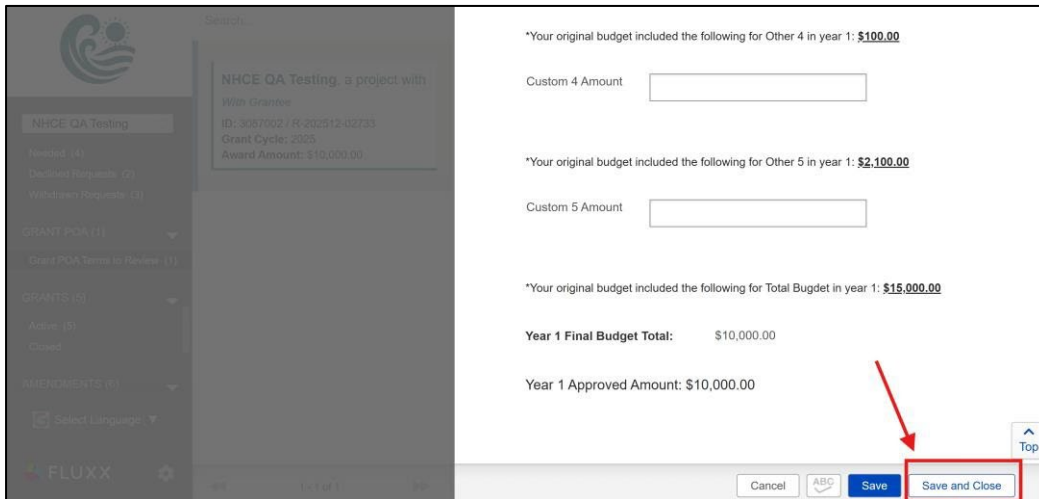 Search...
NHCE QA Testing, a project with
With Grantee
ID: 3087002 / R-202512-02733
Grant Cycle: 2025
Award Amount: $10,000.00
NHCE QA Testing
Needed (4)
Declined Requests (2)
Withdrawn Requests (3)
GRANT POA (1)
Grant POA Terms to Review (1)
GRANTS (5)
Active (5)
Closed
AMENDMENTS (6)
Select Language ▼
FLUXX
1 - 1 of 1
*Your original budget included the following for Other 4 in year 1: $100.00
Custom 4 Amount
*Your original budget included the following for Other 5 in year 1: $2,100.00
Custom 5 Amount
*Your original budget included the following for Total Bugdet in year 1: $15,000.00
Year 1 Final Budget Total: $10,000.00
Year 1 Approved Amount: $10,000.00
Top
Cancel ABC Save Save and Close